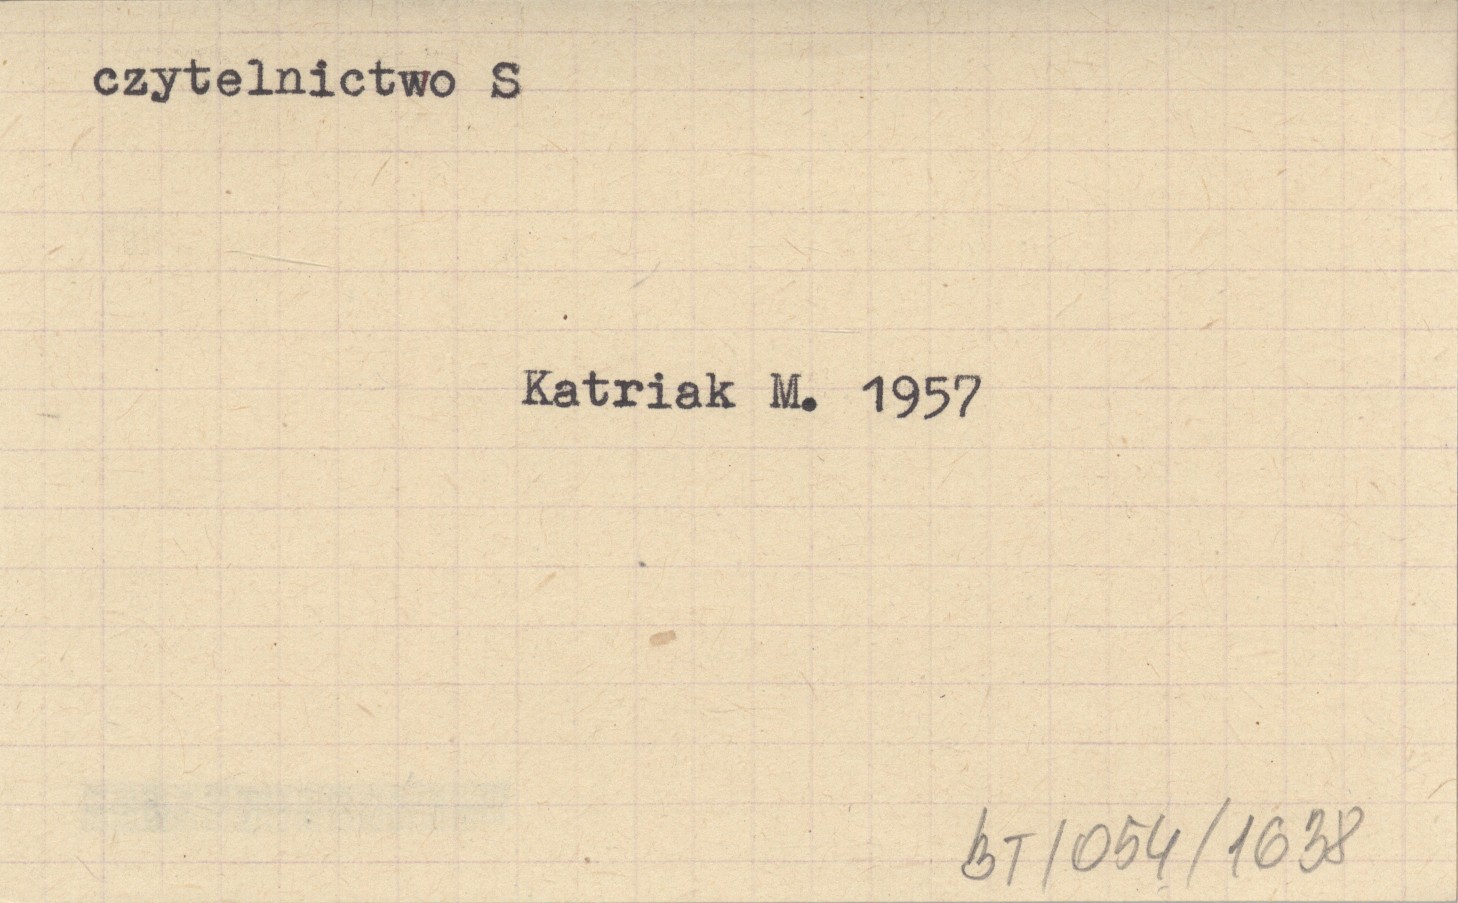 czytelnictwo S
Katriak M. 1957
BT/054/1638